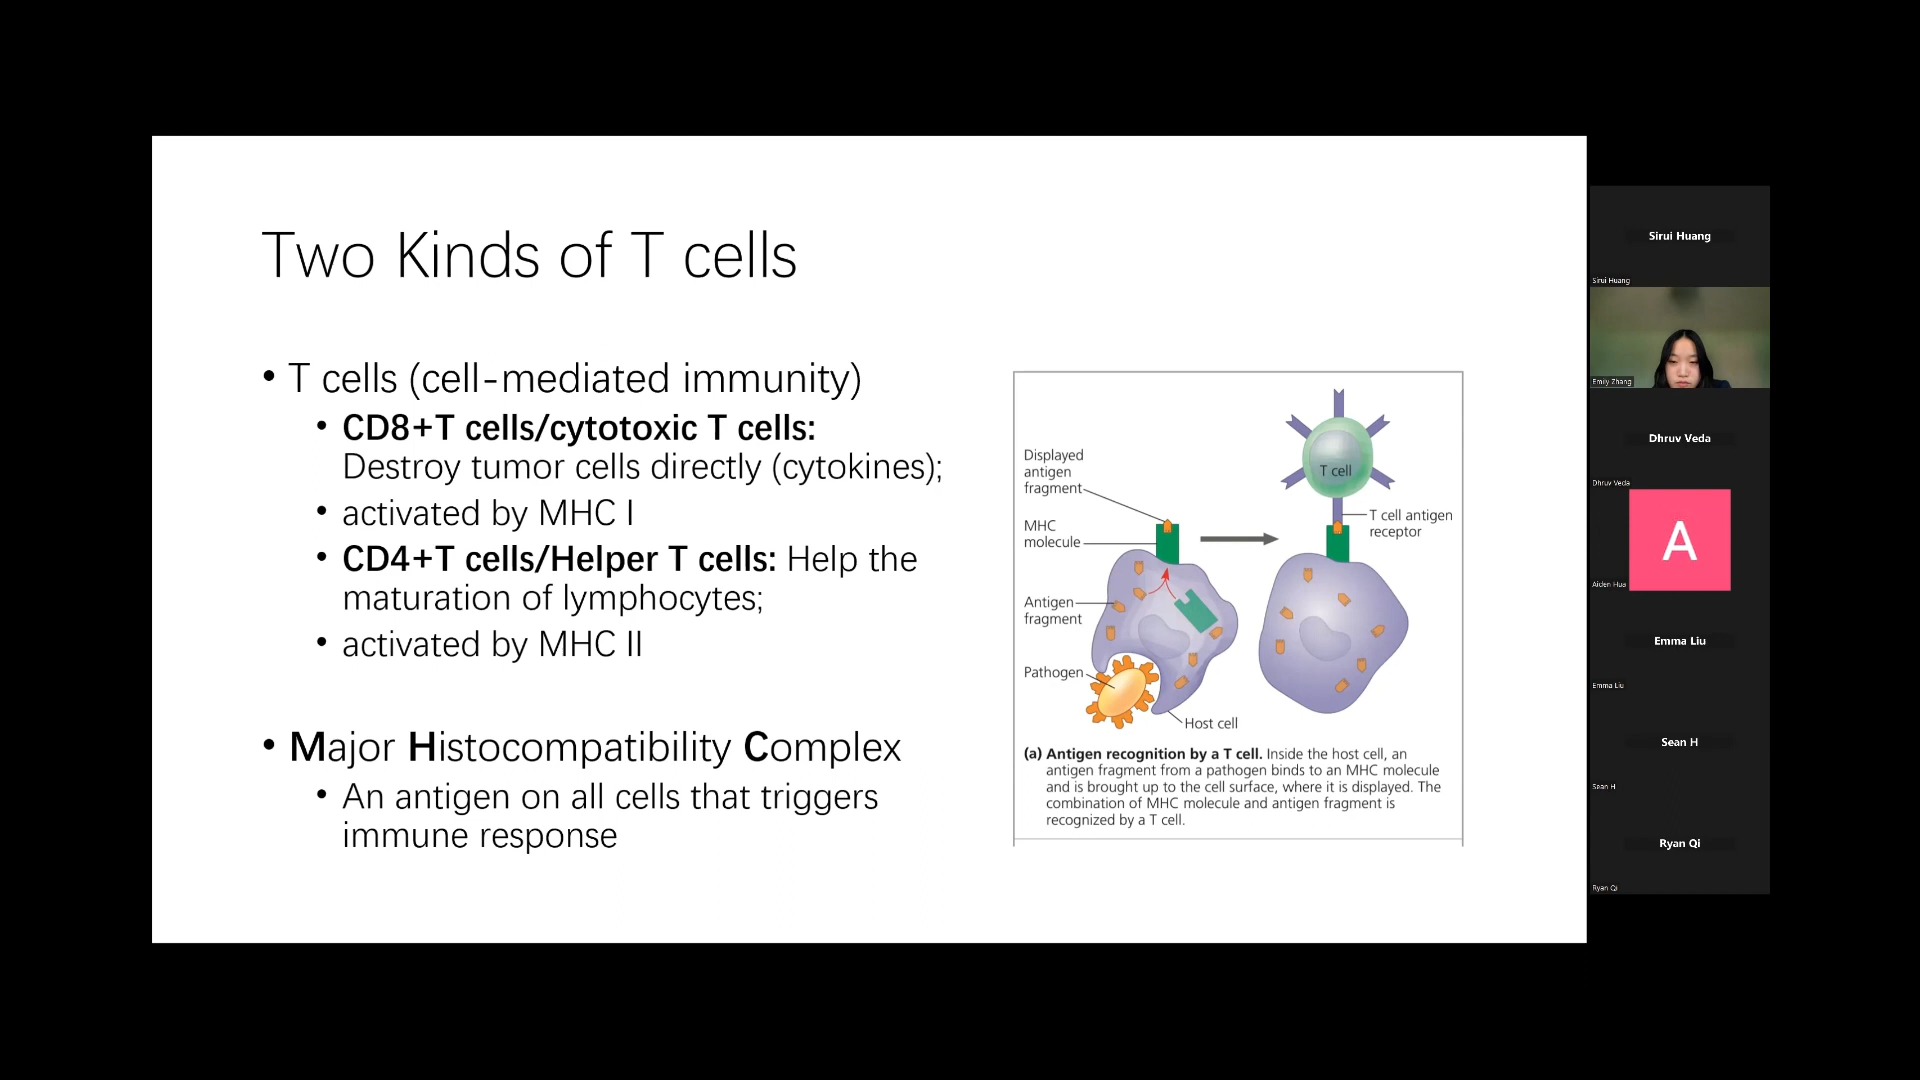 Two Kinds of T cells
• T cells (cell-mediated immunity)
• CD8+T cells/cytotoxic T cells:
Destroy tumor cells directly (cytokines);
• activated by MHC I
• CD4+T cells/Helper T cells: Help the
maturation of lymphocytes;
• activated by MHC II
• Major Histocompatibility Complex
• An antigen on all cells that triggers
immune response
Displayed
antigen
fragment
MHC
molecule
Antigen
fragment
Pathogen
Host cell
T cell
T cell antigen
receptor
(a) Antigen recognition by a T cell. Inside the host cell, an
antigen fragment from a pathogen binds to an MHC molecule
and is brought up to the cell surface, where it is displayed. The
combination of MHC molecule and antigen fragment is
recognized by a T cell.
Sirui Huang
Sirui Huang
Emily Zhang
Dhruv Veda
Dhruv Veda
A
Aiden Hua
Emma Liu
Emma Liu
Sean H
Sean H
Ryan Qi
Ryan Qi